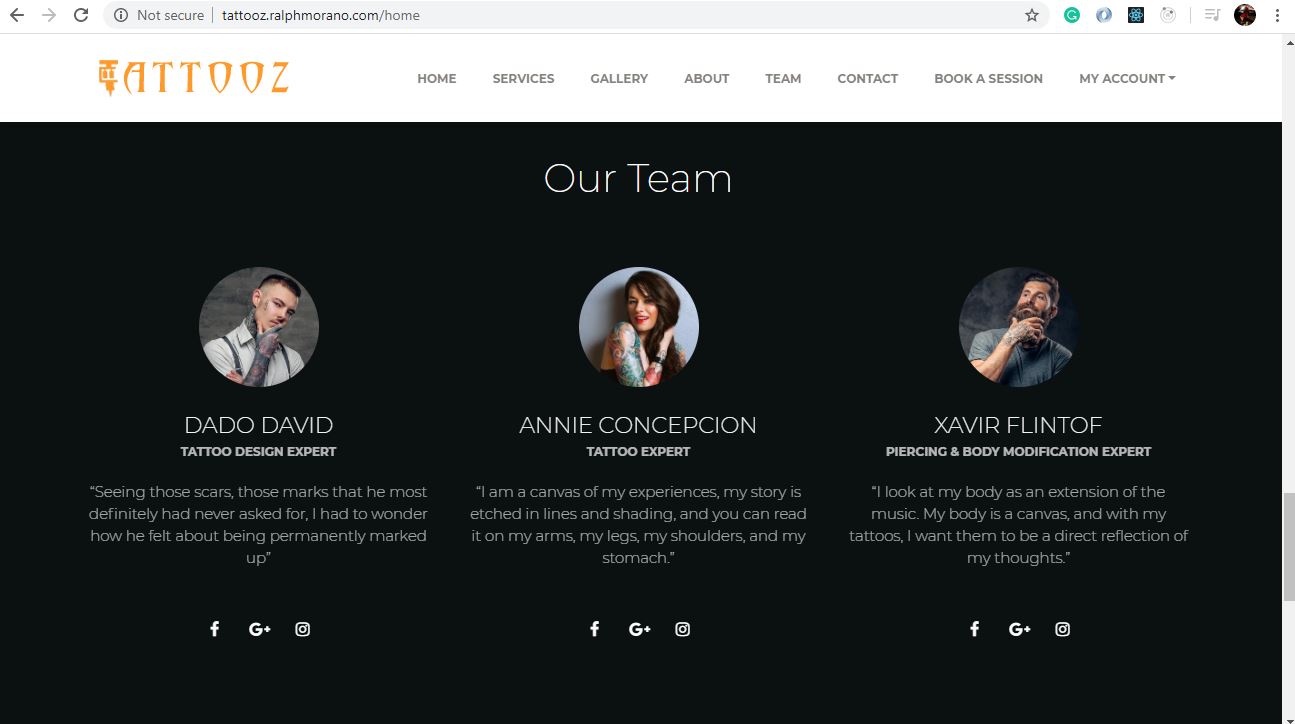 Not secure | tattooz.ralphmorano.com/home
TATTOOZ
HOME SERVICES GALLERY ABOUT TEAM CONTACT BOOK A SESSION MY ACCOUNT
Our Team
DADO DAVID
TATTOO DESIGN EXPERT
“Seeing those scars, those marks that he most
definitely had never asked for, I had to wonder
how he felt about being permanently marked
up”
ANNIE CONCEPCION
TATTOO EXPERT
“I am a canvas of my experiences, my story is
etched in lines and shading, and you can read
it on my arms, my legs, my shoulders, and my
stomach.”
XAVIR FLINTOF
PIERCING & BODY MODIFICATION EXPERT
“I look at my body as an extension of the
music. My body is a canvas, and with my
tattoos, I want them to be a direct reflection of
my thoughts.”
f G+
f G+
f G+